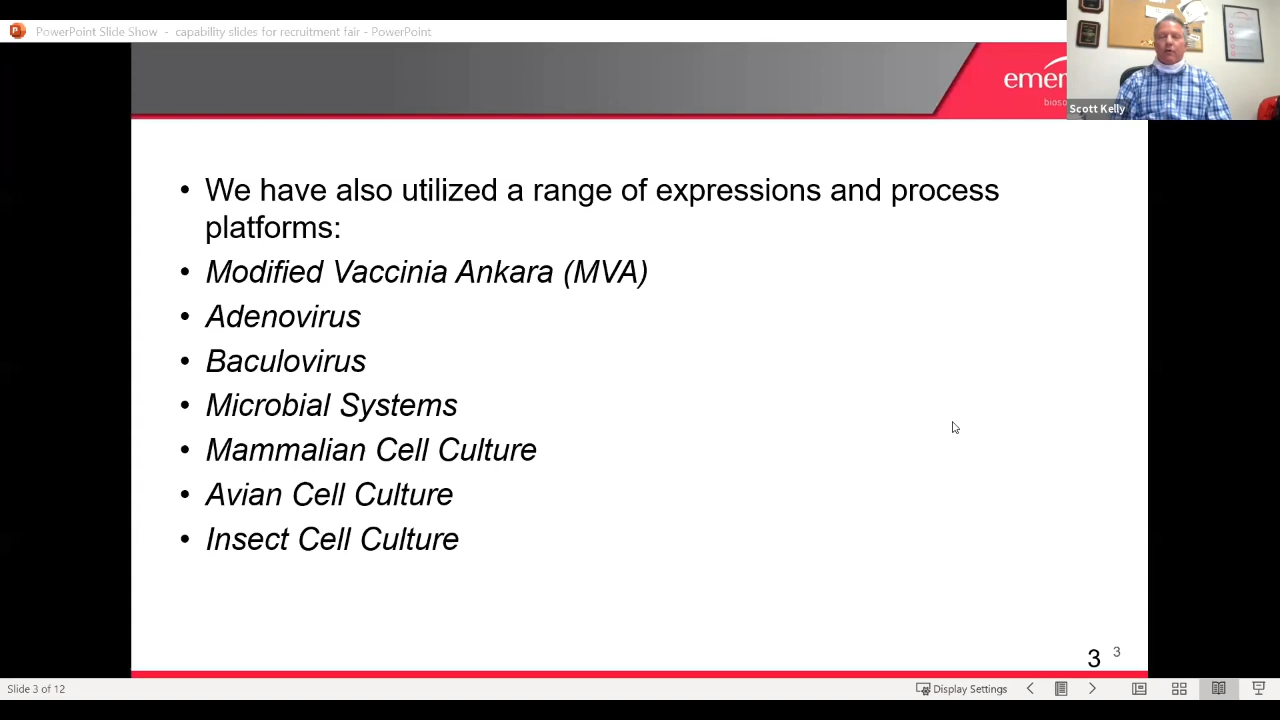 PowerPoint Slide Show - capability slides for recruitment fair - PowerPoint
emer
bioso
Scott Kelly
• We have also utilized a range of expressions and process
platforms:
• Modified Vaccinia Ankara (MVA)
• Adenovirus
• Baculovirus
• Microbial Systems
• Mammalian Cell Culture
• Avian Cell Culture
• Insect Cell Culture
3 3
Slide 3 of 12
Display Settings